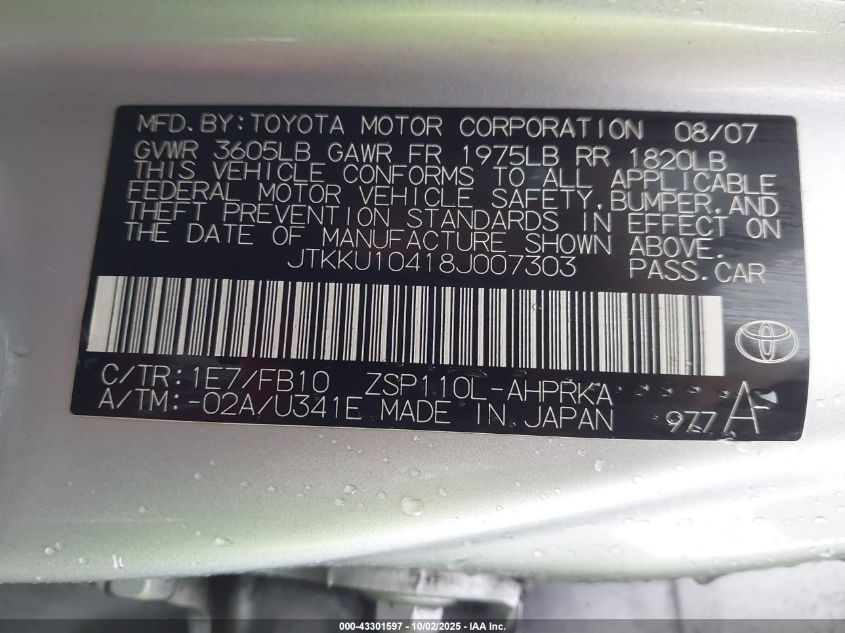 MFD.BY:TOYOTA MOTOR CORPORATION 08/07
GVWR 3605LB GAWR FR 1975LB RR 1820LB
THIS VEHICLE CONFORMS TO ALL APPLICABLE
FEDERAL MOTOR VEHICLE SAFETY,BUMPER,AND
THEFT PREVENTION STANDARDS IN EFFECT ON
THE DATE OF MANUFACTURE SHOWN ABOVE.
JTKKU10418J007303 PASS.CAR
C/TR:1E7/FB10 ZSP110L-AHPRKA
A/TM:-02A/U341E MADE IN JAPAN 9Z7 A
000-43301597 - 10/02/2025 - IAA Inc.